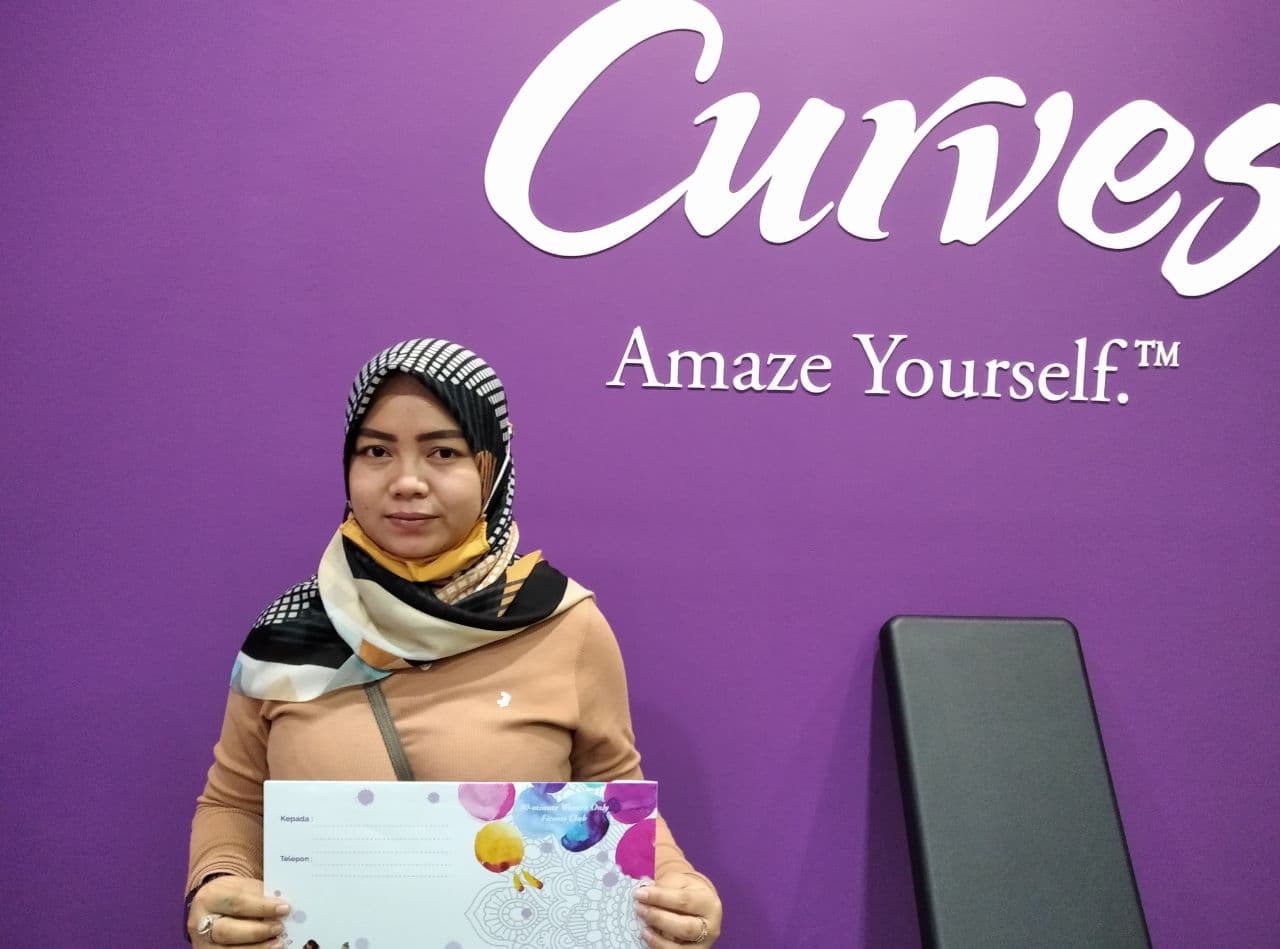 Curves
Amaze Yourself.™
30-minute Women Only
Fitness Club
Kepada :
Telepon :